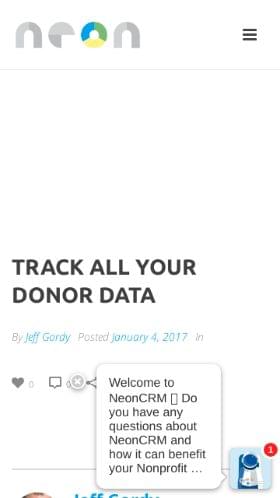 neon
TRACK ALL YOUR
DONOR DATA
By Jeff Gordy Posted January 4, 2017 In
0
Welcome to
NeonCRM ▯ Do
you have any
questions about
NeonCRM and
how it can benefit
your Nonprofit ...
1
Jeff Gordy